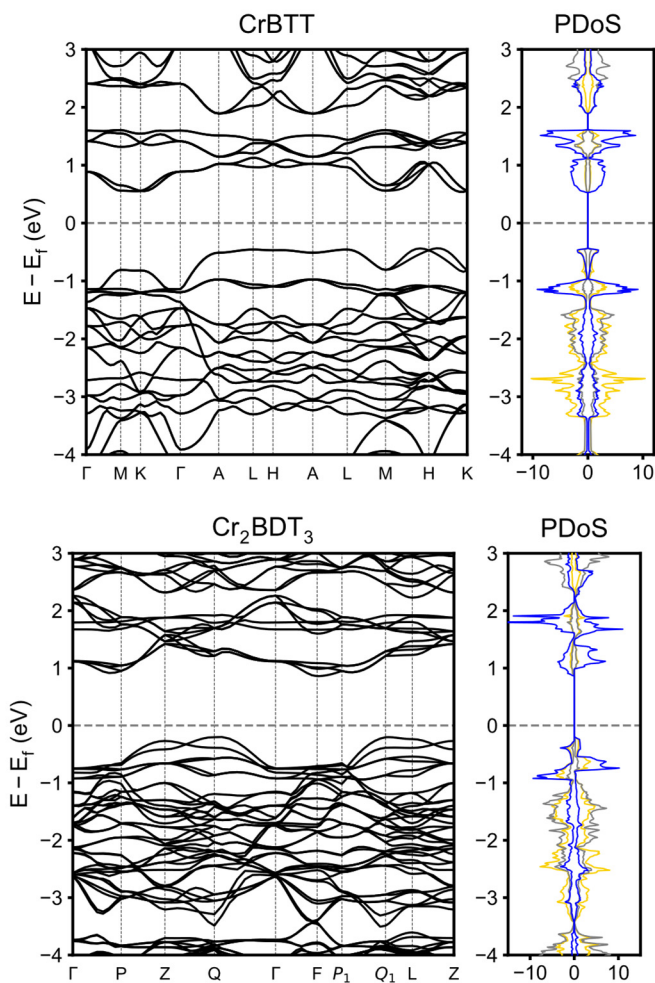 CrBTT PDoS
E − E_f (eV)
3
2
1
0
−1
−2
−3
−4
Γ M K Γ A L H A L M H K
−10 0 10
Cr₂BDT₃ PDoS
E − E_f (eV)
3
2
1
0
−1
−2
−3
−4
Γ P Z Q Γ F P₁ Q₁ L Z
−10 0 10